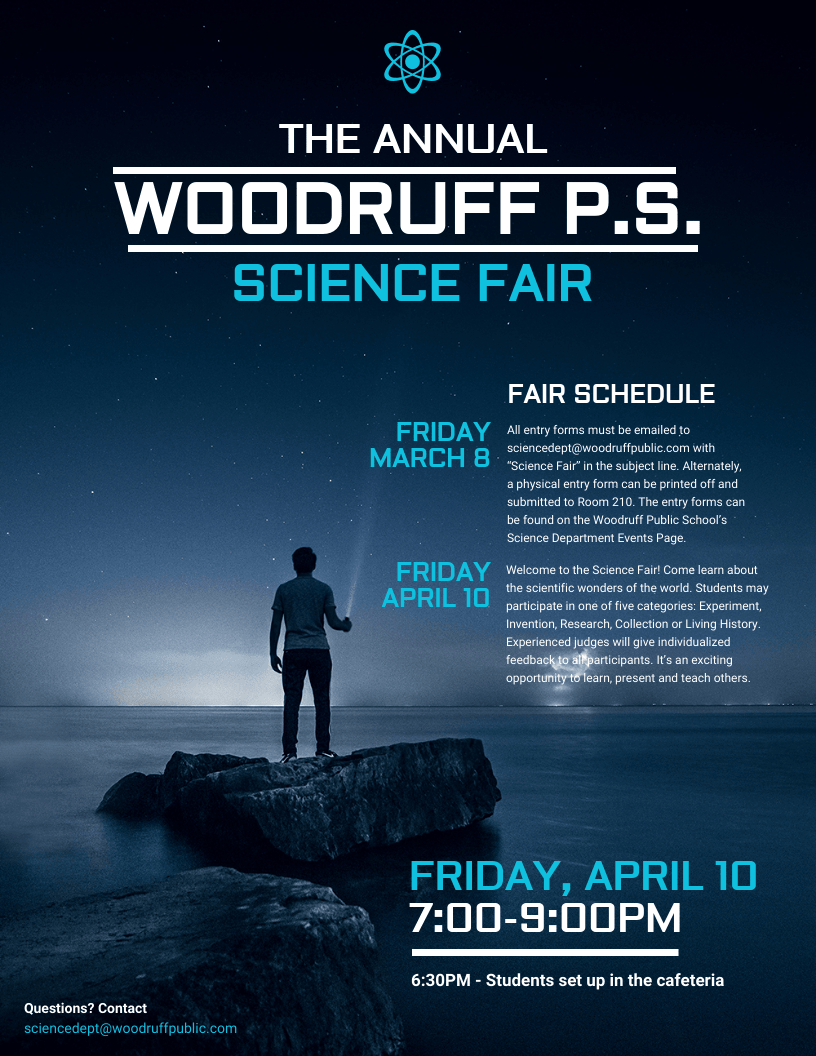 THE ANNUAL
WOODRUFF P.S.
SCIENCE FAIR
FAIR SCHEDULE
FRIDAY
MARCH 8
All entry forms must be emailed to
sciencedept@woodruffpublic.com with
“Science Fair” in the subject line. Alternately,
a physical entry form can be printed off and
submitted to Room 210. The entry forms can
be found on the Woodruff Public School’s
Science Department Events Page.
FRIDAY
APRIL 10
Welcome to the Science Fair! Come learn about
the scientific wonders of the world. Students may
participate in one of five categories: Experiment,
Invention, Research, Collection or Living History.
Experienced judges will give individualized
feedback to all participants. It’s an exciting
opportunity to learn, present and teach others.
FRIDAY, APRIL 10
7:00-9:00PM
6:30PM - Students set up in the cafeteria
Questions? Contact
sciencedept@woodruffpublic.com